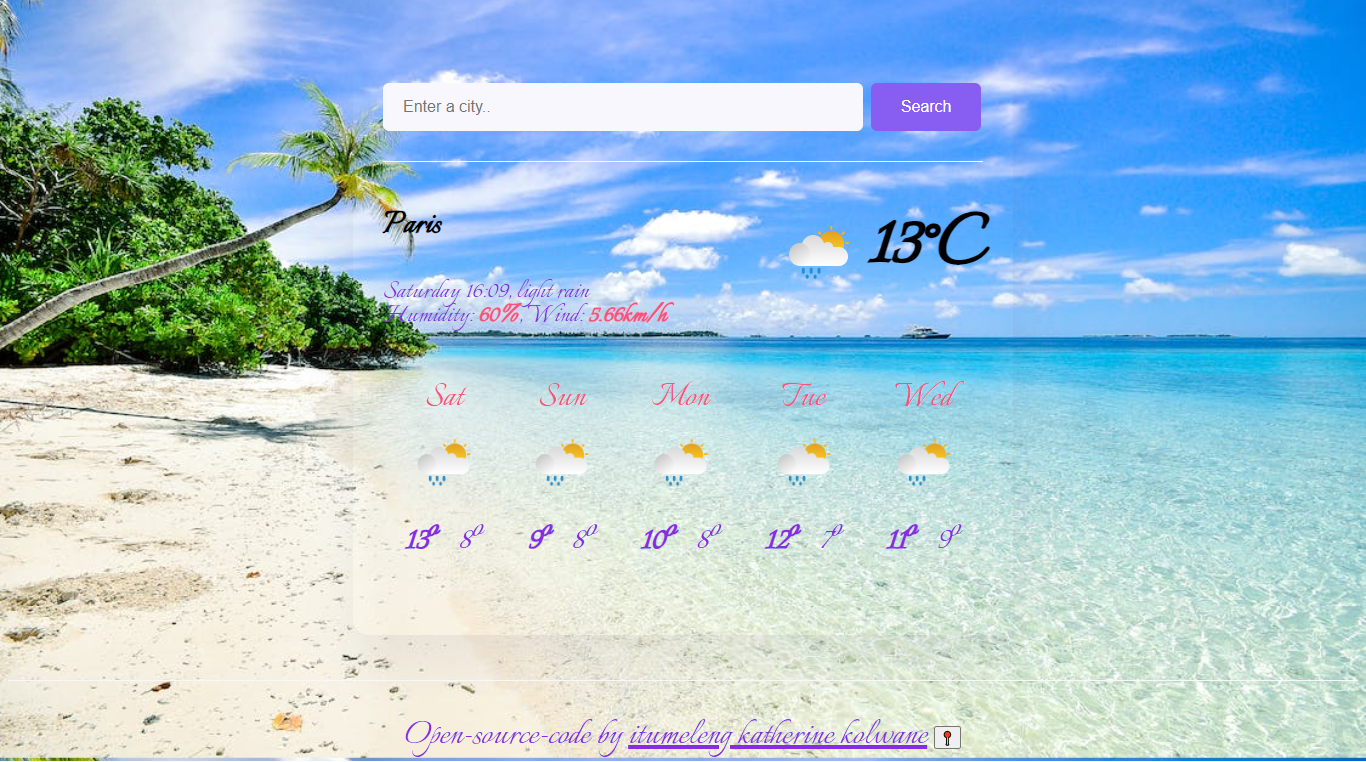 Enter a city..
Search
Paris
13°C
Saturday 16:09, light rain
Humidity: 60%, Wind: 5.66km/h
Sat Sun Mon Tue Wed
13° 8° 9° 8° 10° 8° 12° 7° 11° 9°
Open-source-code by itumeleng katherine kolwane